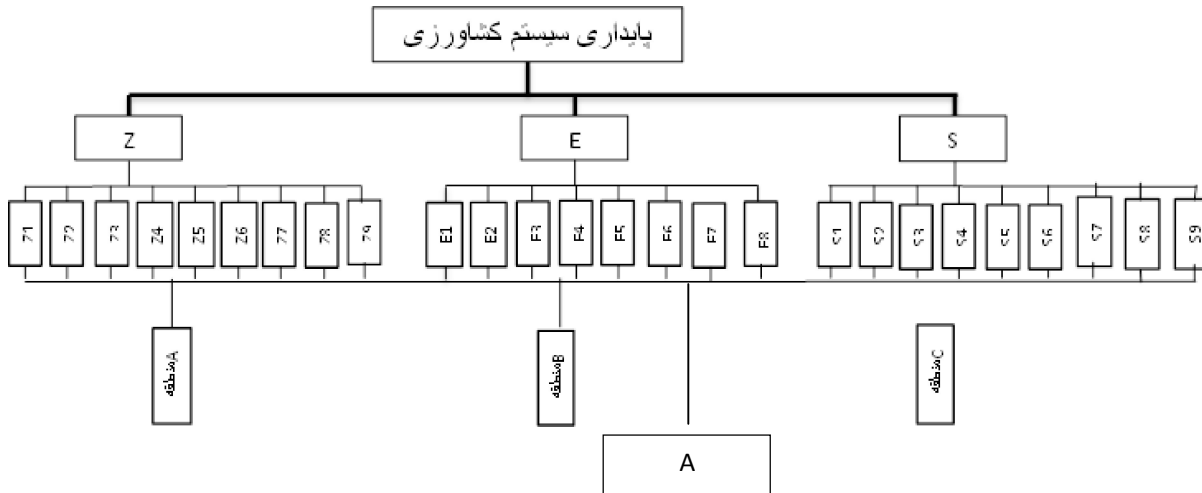 پایداری سیستم کشاورزی
Z E S
Z1 Z2 Z3 Z4 Z5 Z6 Z7 Z8 Z9 E1 E2 E3 E4 E5 E6 E7 E8 S1 S2 S3 S4 S5 S6 S7 S8 S9
منطقهA منطقهB منطقهC
A